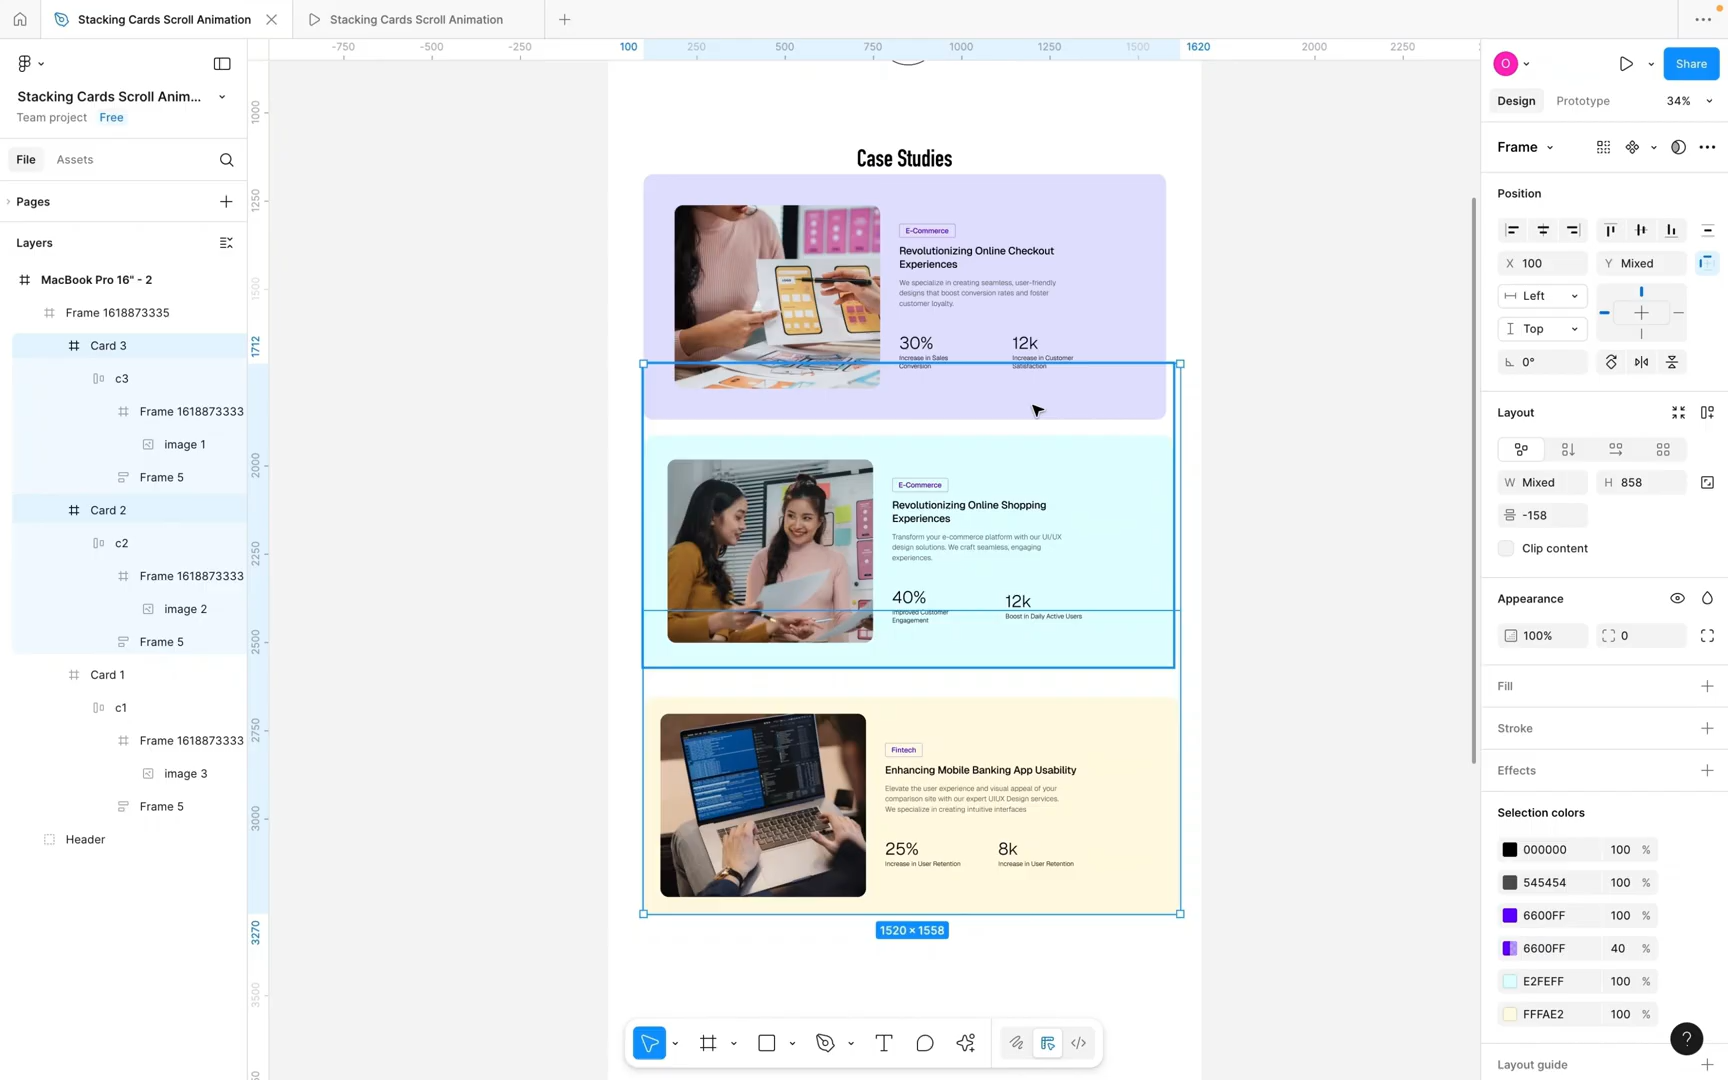 Stacking Cards Scroll Animation
Stacking Cards Scroll Animation
Stacking Cards Scroll Anim...
Team project Free
File Assets
Pages
Layers
MacBook Pro 16" - 2
Frame 1618873335
Card 3
c3
Frame 1618873333
image 1
Frame 5
Card 2
c2
Frame 1618873333
image 2
Frame 5
Card 1
c1
Frame 1618873333
image 3
Frame 5
Header
-750 -500 -250 100 250 500 750 1000 1250 1500 1620 2000 2250
1000
1250
1500
1712
2000
2250
2500
2750
3000
3270
3500
Case Studies
E-Commerce
Revolutionizing Online Checkout
Experiences
We specialize in creating seamless, user-friendly
designs that boost conversion rates and foster
customer loyalty.
30% 12k
Increase in Sales
Conversion
Increase in Customer
Satisfaction
E-Commerce
Revolutionizing Online Shopping
Experiences
Transform your e-commerce platform with our UI/UX
design solutions. We craft seamless, engaging
experiences.
40% 12k
Improved Customer
Engagement
Boost in Daily Active Users
Fintech
Enhancing Mobile Banking App Usability
Elevate the user experience and visual appeal of your
comparison site with our expert UIUX Design services.
We specialize in creating intuitive interfaces
25% 8k
Increase in User Retention Increase in User Retention
1520 × 1558
O
Share
Design Prototype 34%
Frame
Position
X 100 Y Mixed
Left
Top
0°
Layout
W Mixed H 858
-158
Clip content
Appearance
100% 0
Fill
Stroke
Effects
Selection colors
000000 100 %
545454 100 %
6600FF 100 %
6600FF 40 %
E2FEFF 100 %
FFFAE2 100 %
Layout guide
?